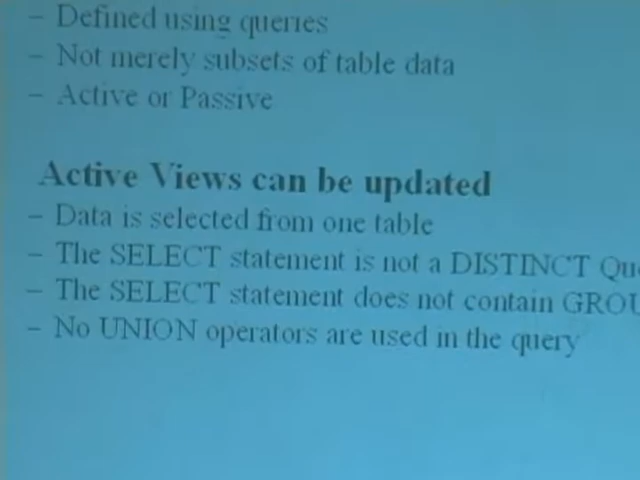 – Defined using queries
– Not merely subsets of table data
– Active or Passive
Active Views can be updated
– Data is selected from one table
– The SELECT statement is not a DISTINCT Que
– The SELECT statement does not contain GROU
– No UNION operators are used in the query